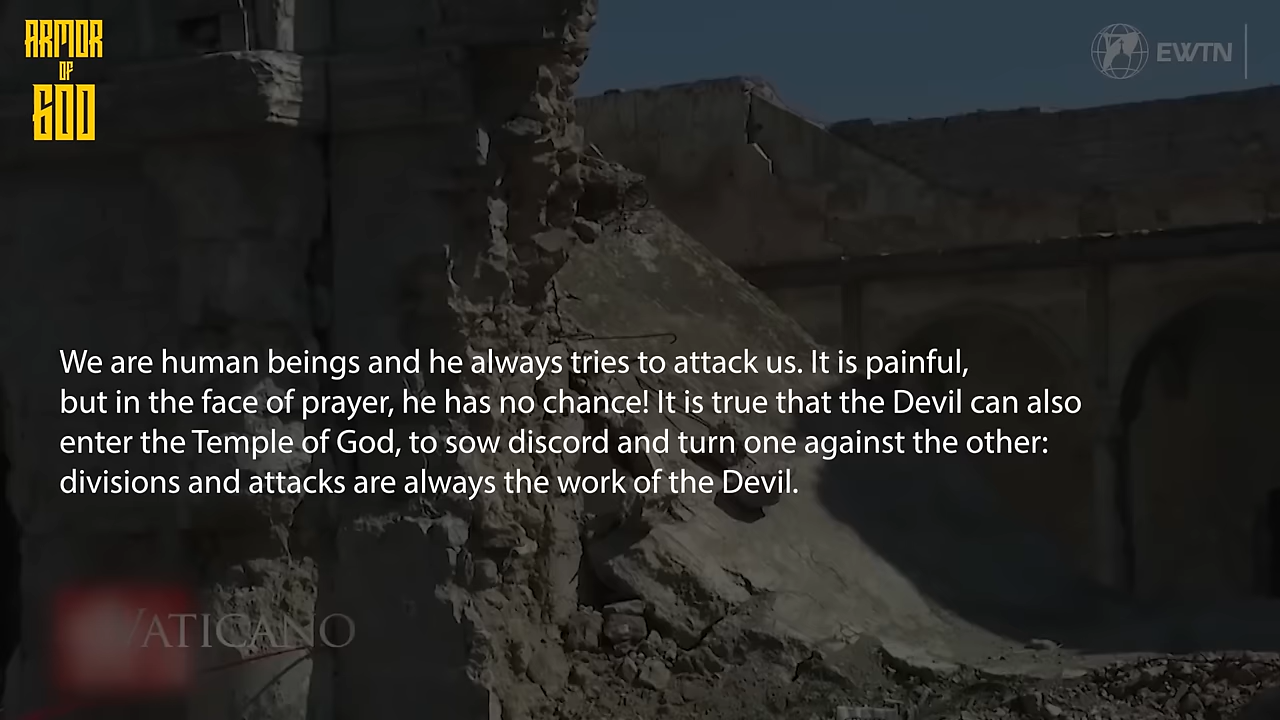 ARMOR
OF
GOD
EWTN
We are human beings and he always tries to attack us. It is painful,
but in the face of prayer, he has no chance! It is true that the Devil can also
enter the Temple of God, to sow discord and turn one against the other:
divisions and attacks are always the work of the Devil.
VATICANO